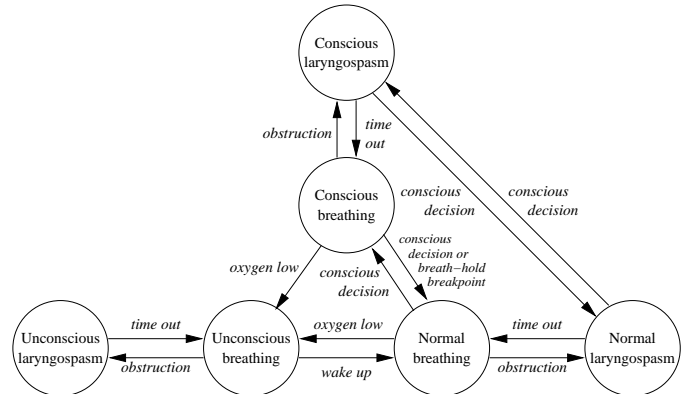 Conscious
laryngospasm
obstruction
time
out
Conscious
breathing
conscious
decision
conscious
decision
oxygen low
conscious
decision
conscious
decision or
breath−hold
breakpoint
Unconscious
laryngospasm
time out
obstruction
Unconscious
breathing
oxygen low
wake up
Normal
breathing
time out
obstruction
Normal
laryngospasm